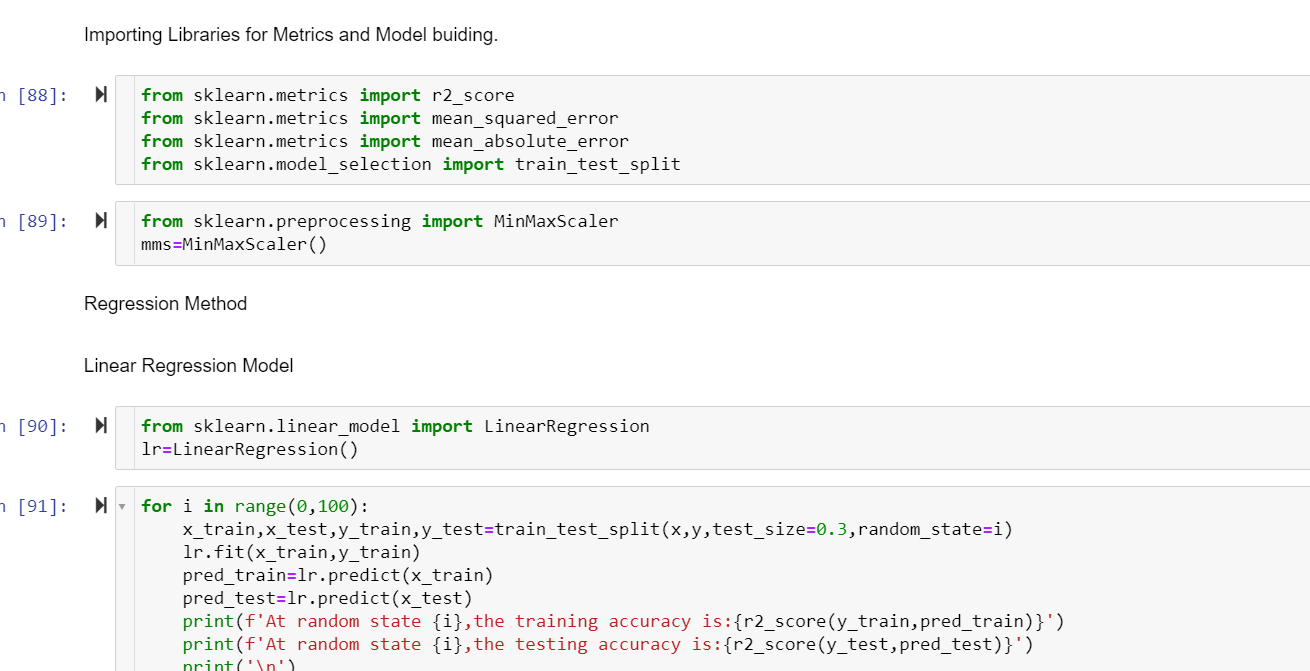 Importing Libraries for Metrics and Model buiding.
n [88]:
from sklearn.metrics import r2_score
from sklearn.metrics import mean_squared_error
from sklearn.metrics import mean_absolute_error
from sklearn.model_selection import train_test_split
n [89]:
from sklearn.preprocessing import MinMaxScaler
mms=MinMaxScaler()
Regression Method
Linear Regression Model
n [90]:
from sklearn.linear_model import LinearRegression
lr=LinearRegression()
n [91]:
for i in range(0,100):
    x_train,x_test,y_train,y_test=train_test_split(x,y,test_size=0.3,random_state=i)
    lr.fit(x_train,y_train)
    pred_train=lr.predict(x_train)
    pred_test=lr.predict(x_test)
    print(f'At random state {i},the training accuracy is:{r2_score(y_train,pred_train)}')
    print(f'At random state {i},the testing accuracy is:{r2_score(y_test,pred_test)}')
    print('\n')